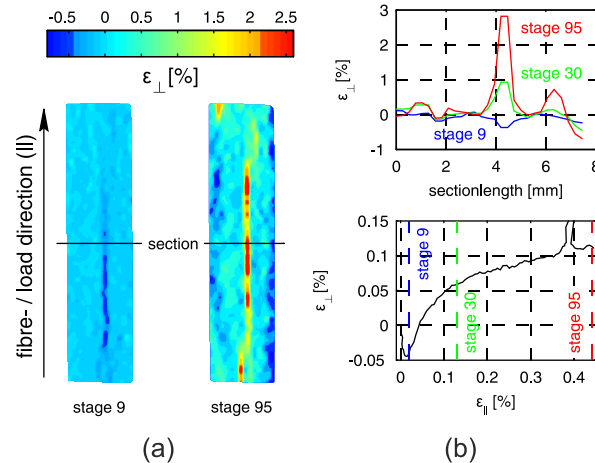 -0.5 0 0.5 1 1.5 2 2.5
ε⊥ [%]
fibre- / load direction (II)
section
stage 9
stage 95
(a)
3
2
1
0
-1
ε⊥[%]
stage 95
stage 30
stage 9
0 2 4 6 8
sectionlength [mm]
0.15
0.1
0.05
0
-0.05
ε⊥ [%]
stage 9
stage 30
stage 95
0 0.1 0.2 0.3 0.4
ε|| [%]
(b)